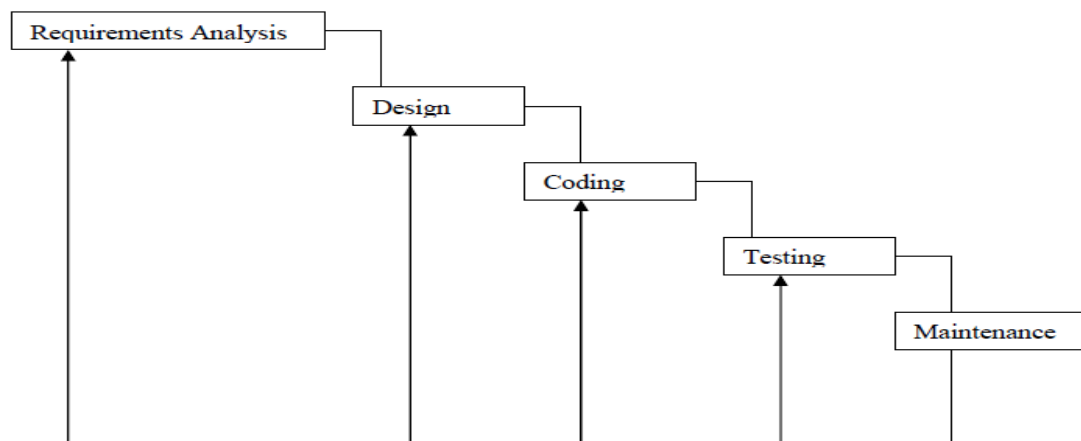 Requirements Analysis
Design
Coding
Testing
Maintenance